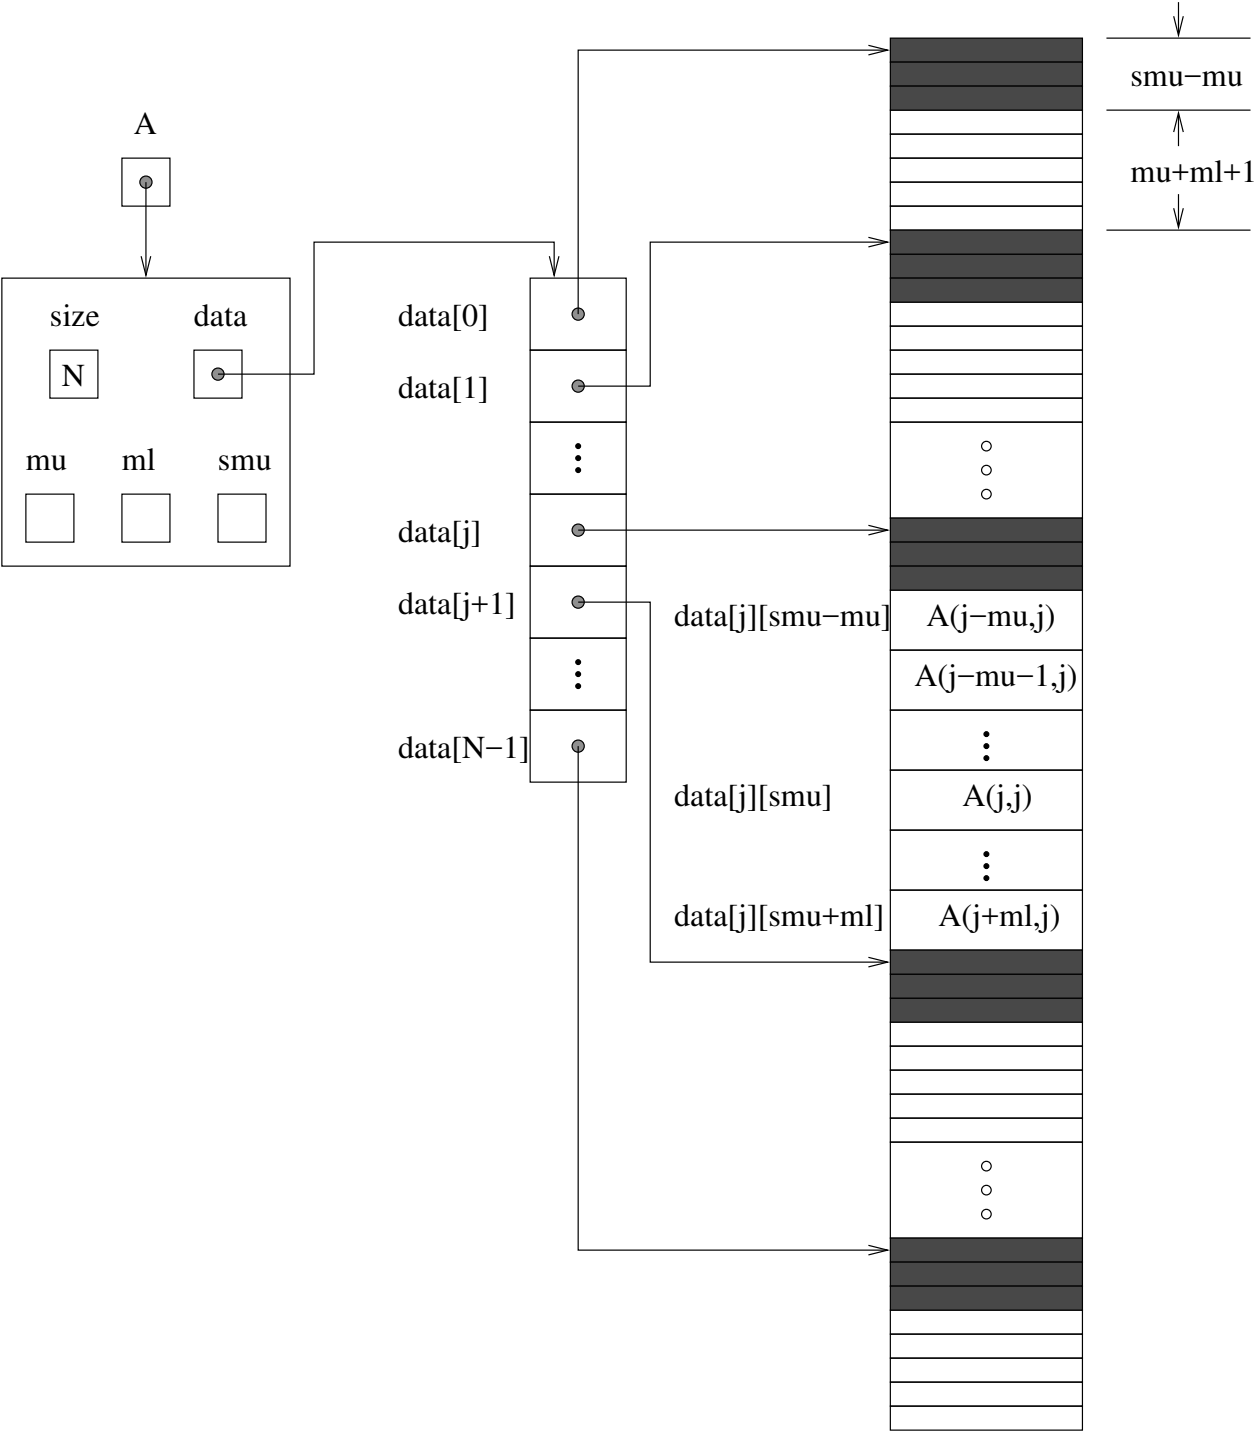 A
size data
N
mu ml smu
data[0]
data[1]
data[j]
data[j+1]
data[N−1]
data[j][smu−mu]
data[j][smu]
data[j][smu+ml]
A(j−mu,j)
A(j−mu−1,j)
A(j,j)
A(j+ml,j)
smu−mu
mu+ml+1